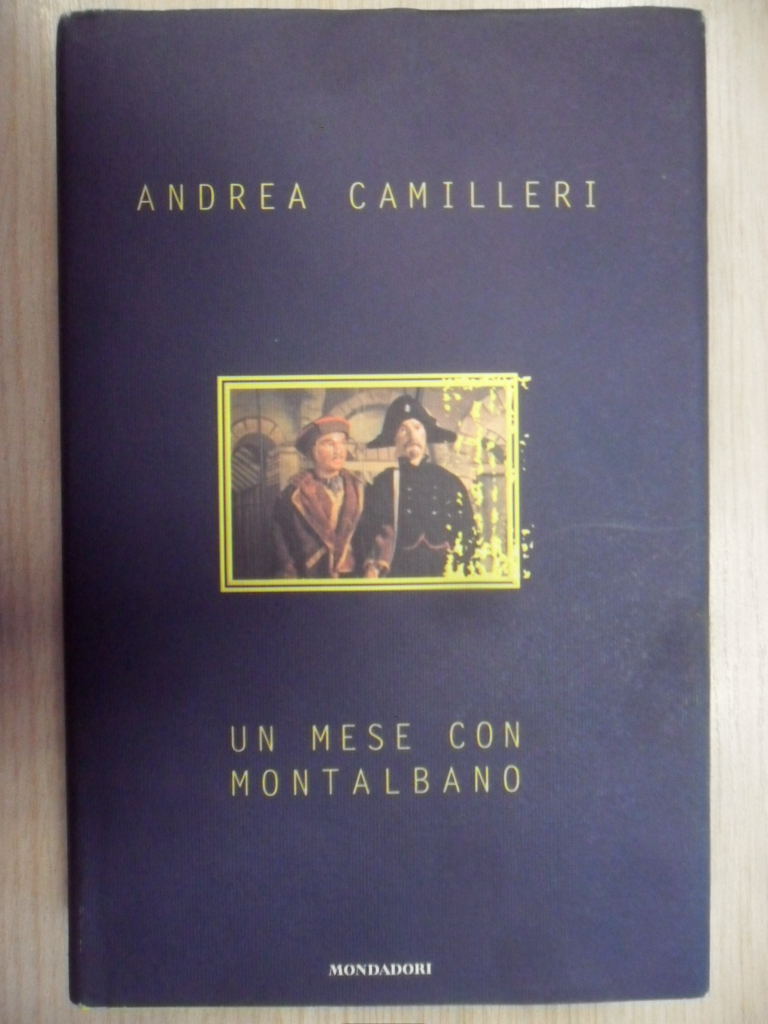 ANDREA CAMILLERI
UN MESE CON
MONTALBANO
MONDADORI